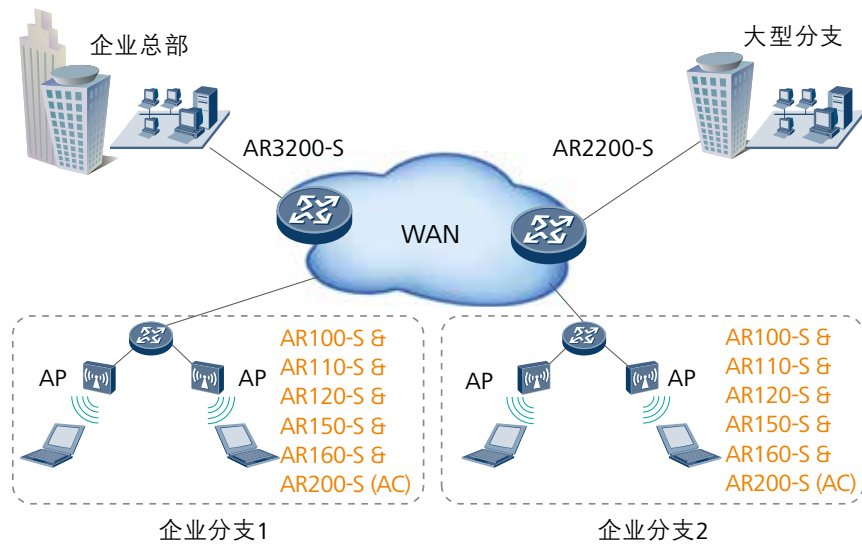 企业总部
大型分支
AR3200-S
AR2200-S
WAN
AP
AP
AR100-S &
AR110-S &
AR120-S &
AR150-S &
AR160-S &
AR200-S (AC)
企业分支1
AP
AP
AR100-S &
AR110-S &
AR120-S &
AR150-S &
AR160-S &
AR200-S (AC)
企业分支2